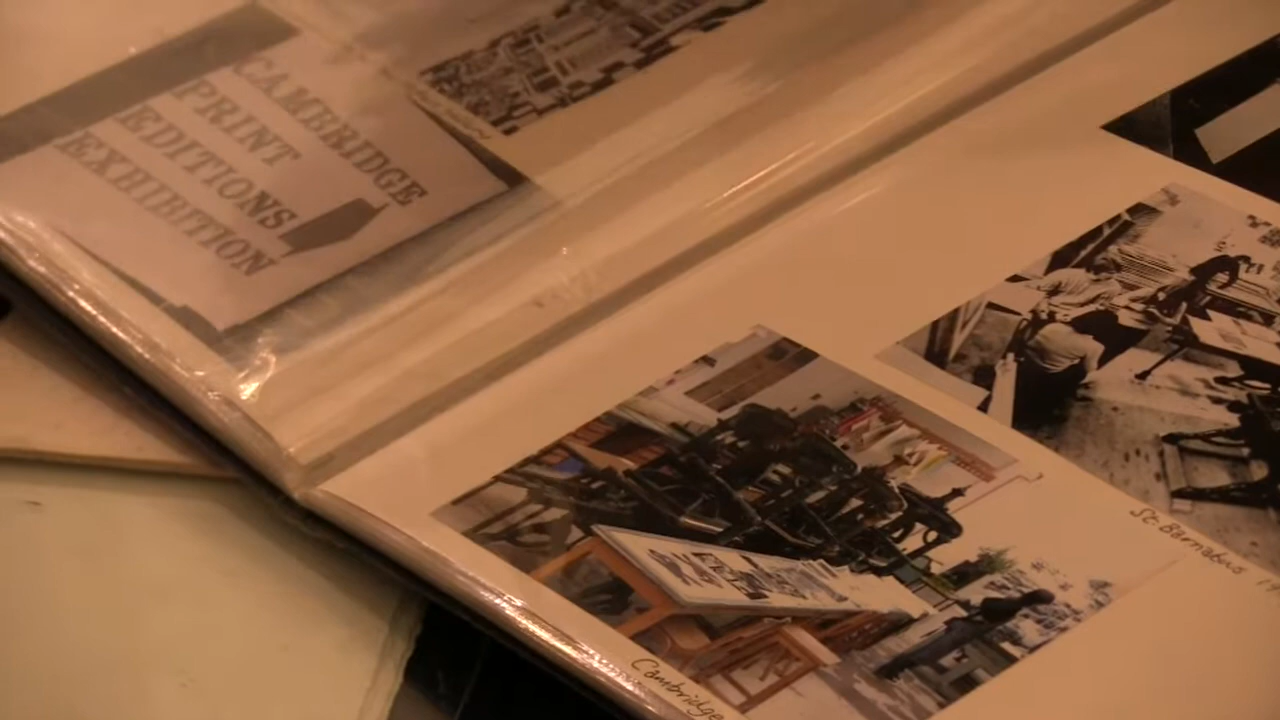 CAMBRIDGE
PRINT
EDITIONS
EXHIBITION
St. Barnabus
Cambridge